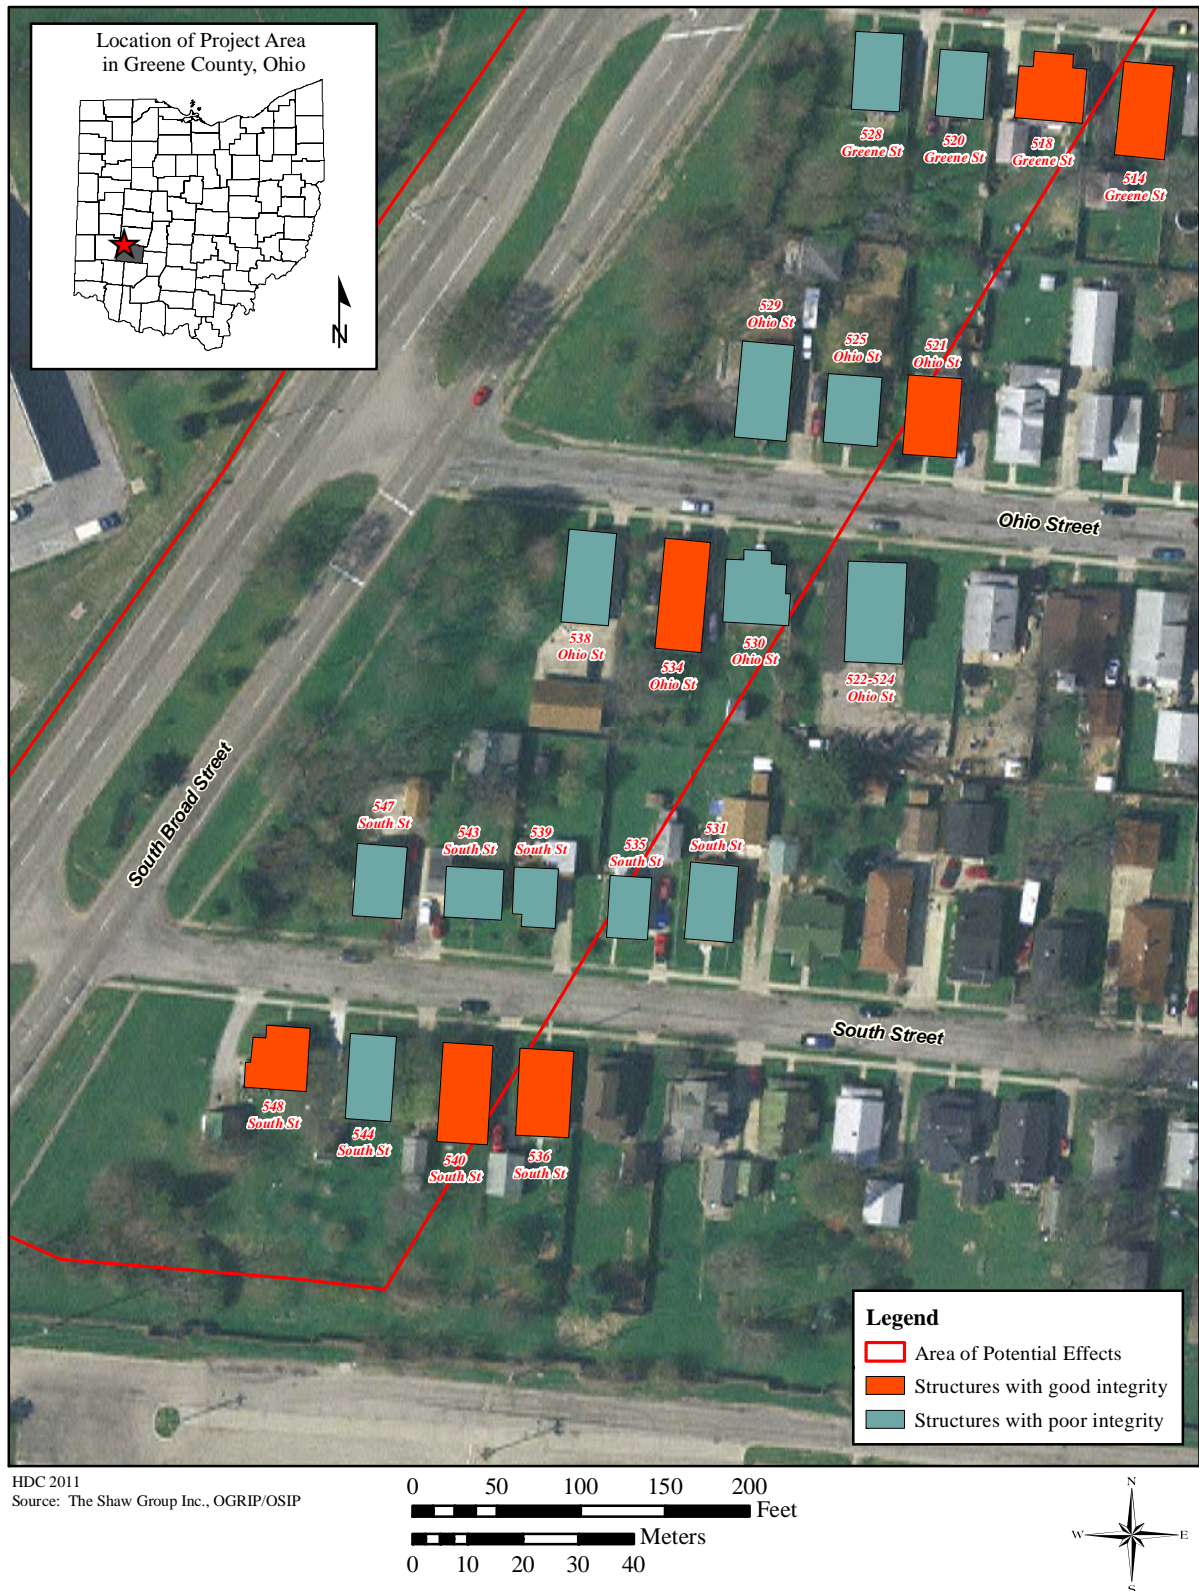 Location of Project Area
in Greene County, Ohio
N
528
Greene St
520
Greene St
518
Greene St
514
Greene St
529
Ohio St
525
Ohio St
521
Ohio St
Ohio Street
538
Ohio St
534
Ohio St
530
Ohio St
522-524
Ohio St
South Broad Street
547
South St
543
South St
539
South St
535
South St
531
South St
South Street
548
South St
544
South St
540
South St
536
South St
Legend
Area of Potential Effects
Structures with good integrity
Structures with poor integrity
HDC 2011
Source: The Shaw Group Inc., OGRIP/OSIP
0 50 100 150 200
Feet
Meters
0 10 20 30 40
N
W E
S